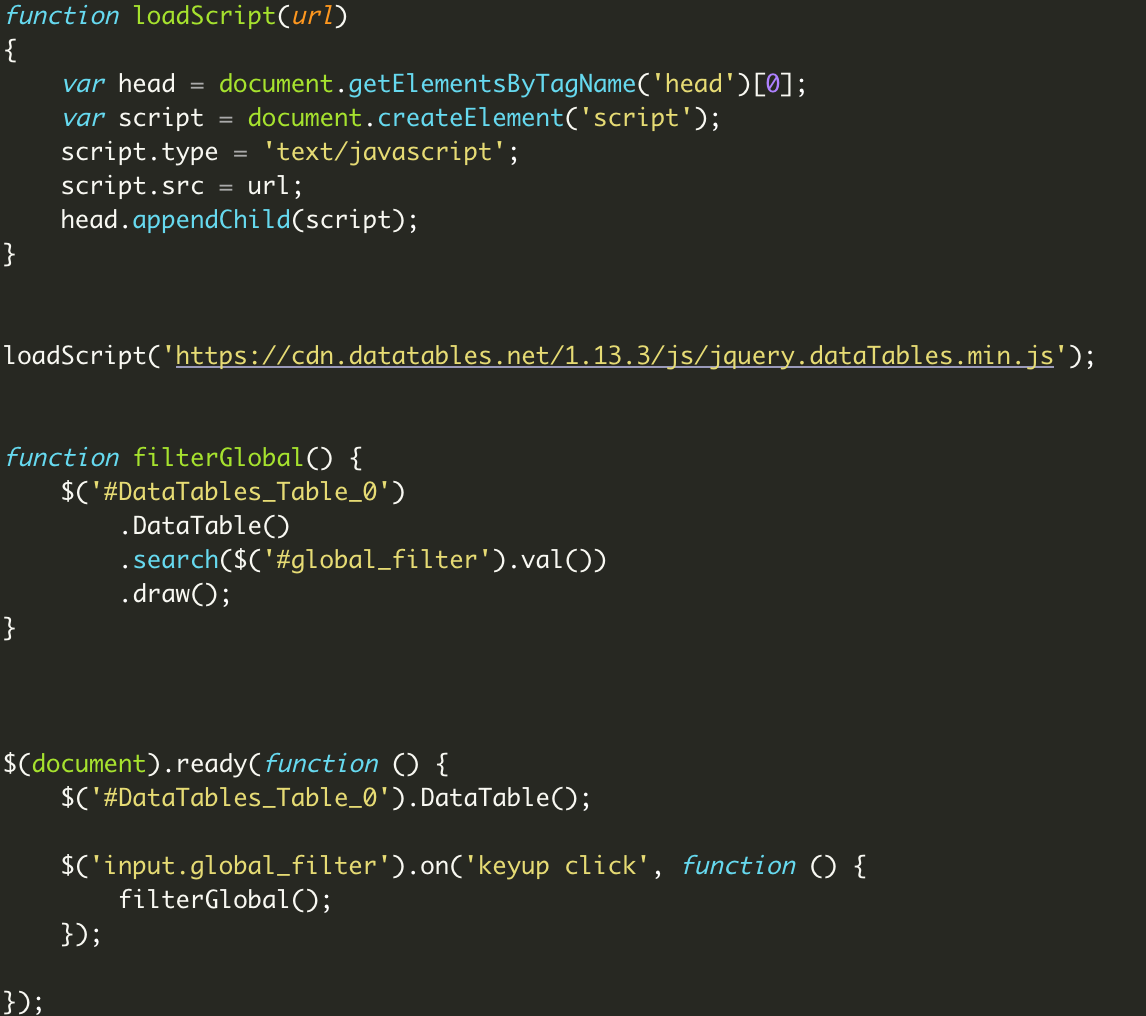 function loadScript(url)
{
    var head = document.getElementsByTagName('head')[0];
    var script = document.createElement('script');
    script.type = 'text/javascript';
    script.src = url;
    head.appendChild(script);
}
loadScript('https://cdn.datatables.net/1.13.3/js/jquery.dataTables.min.js');
function filterGlobal() {
    $('#DataTables_Table_0')
        .DataTable()
        .search($('#global_filter').val())
        .draw();
}
$(document).ready(function () {
    $('#DataTables_Table_0').DataTable();
    $('input.global_filter').on('keyup click', function () {
        filterGlobal();
    });
});